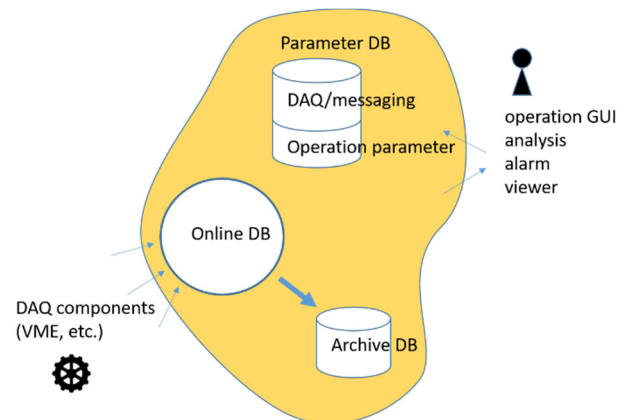 Parameter DB
DAQ/messaging
Operation parameter
operation GUI
analysis
alarm
viewer
Online DB
DAQ components
(VME, etc.)
Archive DB